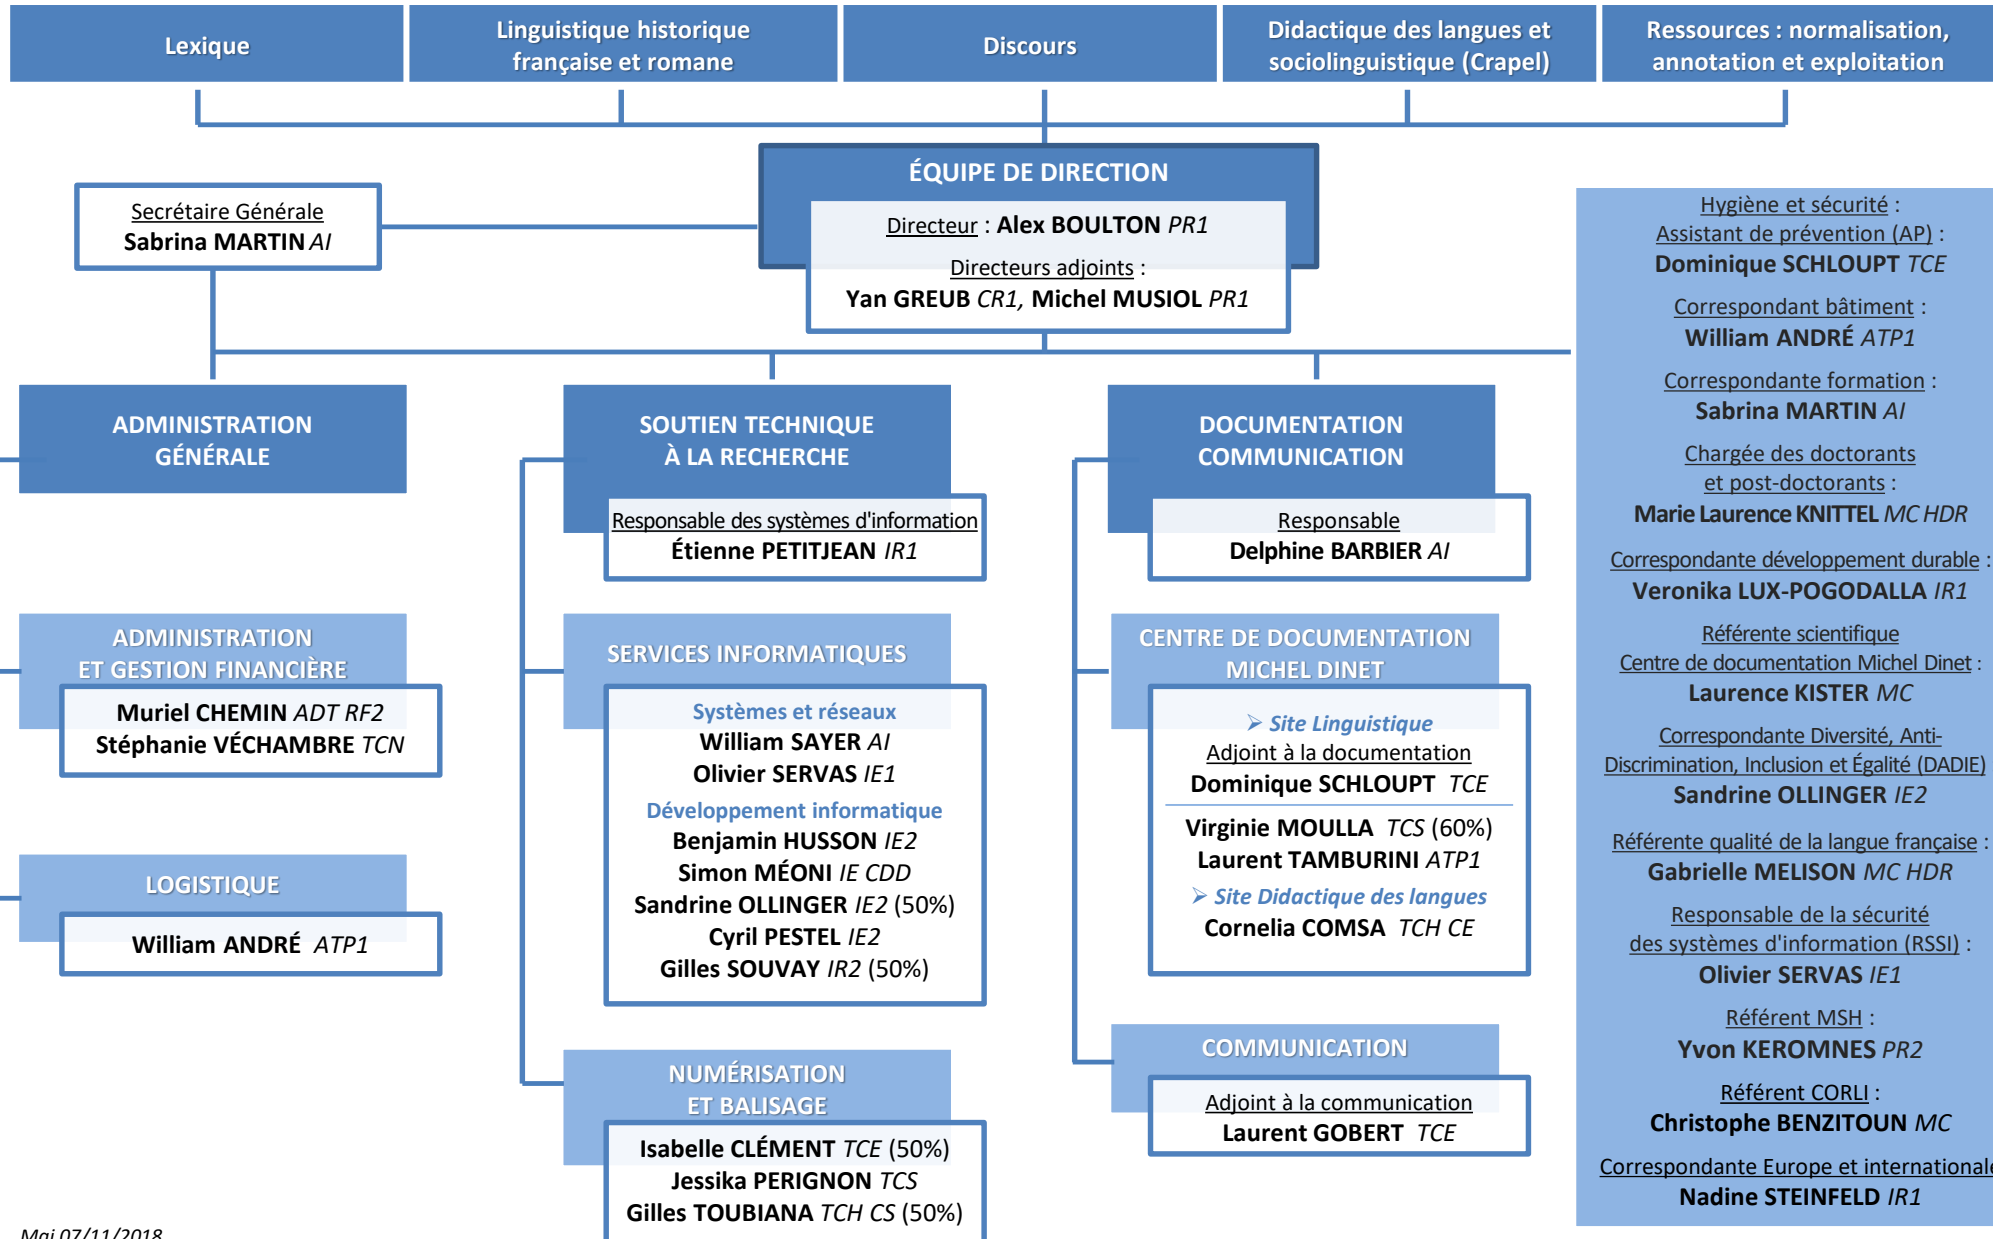 Lexique
Linguistique historique
française et romane
Discours
Didactique des langues et
sociolinguistique (Crapel)
Ressources : normalisation,
annotation et exploitation
ÉQUIPE DE DIRECTION
Directeur : Alex BOULTON PR1
Directeurs adjoints :
Yan GREUB CR1, Michel MUSIOL PR1
Secrétaire Générale
Sabrina MARTIN AI
ADMINISTRATION
GÉNÉRALE
ADMINISTRATION
ET GESTION FINANCIÈRE
Muriel CHEMIN ADT RF2
Stéphanie VÉCHAMBRE TCN
LOGISTIQUE
William ANDRÉ ATP1
SOUTIEN TECHNIQUE
À LA RECHERCHE
Responsable des systèmes d'information
Étienne PETITJEAN IR1
SERVICES INFORMATIQUES
Systèmes et réseaux
William SAYER AI
Olivier SERVAS IE1
Développement informatique
Benjamin HUSSON IE2
Simon MÉONI IE CDD
Sandrine OLLINGER IE2 (50%)
Cyril PESTEL IE2
Gilles SOUVAY IR2 (50%)
NUMÉRISATION
ET BALISAGE
Isabelle CLÉMENT TCE (50%)
Jessika PERIGNON TCS
Gilles TOUBIANA TCH CS (50%)
DOCUMENTATION
COMMUNICATION
Responsable
Delphine BARBIER AI
CENTRE DE DOCUMENTATION
MICHEL DINET
➢ Site Linguistique
Adjoint à la documentation
Dominique SCHLOUPT TCE
Virginie MOULLA TCS (60%)
Laurent TAMBURINI ATP1
➢ Site Didactique des langues
Cornelia COMSA TCH CE
COMMUNICATION
Adjoint à la communication
Laurent GOBERT TCE
Hygiène et sécurité :
Assistant de prévention (AP) :
Dominique SCHLOUPT TCE
Correspondant bâtiment :
William ANDRÉ ATP1
Correspondante formation :
Sabrina MARTIN AI
Chargée des doctorants
et post-doctorants :
Marie Laurence KNITTEL MC HDR
Correspondante développement durable :
Veronika LUX-POGODALLA IR1
Référente scientifique
Centre de documentation Michel Dinet :
Laurence KISTER MC
Correspondante Diversité, Anti-
Discrimination, Inclusion et Égalité (DADIE)
Sandrine OLLINGER IE2
Référente qualité de la langue française :
Gabrielle MELISON MC HDR
Responsable de la sécurité
des systèmes d'information (RSSI) :
Olivier SERVAS IE1
Référent MSH :
Yvon KEROMNES PR2
Référent CORLI :
Christophe BENZITOUN MC
Correspondante Europe et internationale
Nadine STEINFELD IR1
Maj 07/11/2018